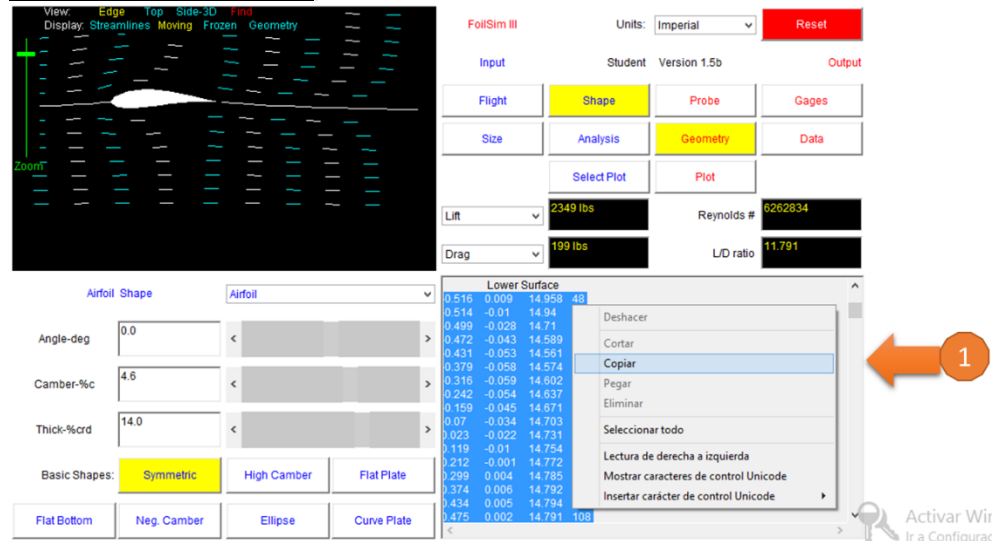 View: Edge Top Side-3D Find
Display: Streamlines Moving Frozen Geometry
Zoom
FoilSim III Units: Imperial Reset
Input Student Version 1.5b Output
Flight Shape Probe Gages
Size Analysis Geometry Data
Select Plot Plot
Lift 2349 lbs Reynolds # 6262834
Drag 199 lbs L/D ratio 11.791
Airfoil Shape Airfoil
Angle-deg 0.0
Camber-%c 4.6
Thick-%crd 14.0
Basic Shapes: Symmetric High Camber Flat Plate
Flat Bottom Neg. Camber Ellipse Curve Plate
Lower Surface
0.516 0.009 14.958 48
0.514 -0.01 14.94
0.499 -0.028 14.71
0.472 -0.043 14.589
0.431 -0.053 14.561
0.379 -0.058 14.574
0.316 -0.059 14.602
0.242 -0.054 14.637
0.159 -0.045 14.671
0.07 -0.034 14.703
0.023 -0.022 14.731
0.119 -0.01 14.754
0.212 -0.001 14.772
0.299 0.004 14.785
0.374 0.006 14.792
0.434 0.005 14.794
0.475 0.002 14.791 108
Deshacer
Cortar
Copiar
Pegar
Eliminar
Seleccionar todo
Lectura de derecha a izquierda
Mostrar caracteres de control Unicode
Insertar carácter de control Unicode
1
Activar Win
Ir a Configurac